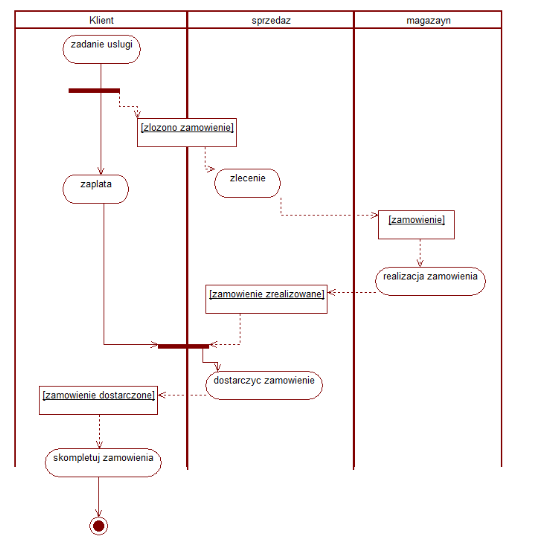 Klient
sprzedaz
magazayn
zadanie uslugi
[zlozono zamowienie]
zlecenie
zaplata
[zamowienie]
realizacja zamowienia
[zamowienie zrealizowane]
dostarczyc zamowienie
[zamowienie dostarczone]
skompletuj zamowienia